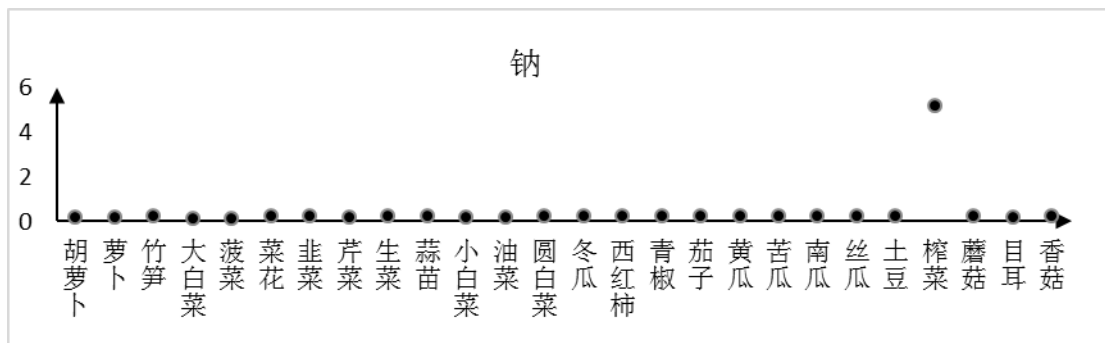 钠
6
4
2
0
胡萝卜
萝卜
竹笋
大白菜
菠菜
菜花
韭菜
芹菜
生菜
蒜苗
小白菜
油菜
圆白菜
冬瓜
西红柿
青椒
茄子
黄瓜
苦瓜
南瓜
丝瓜
土豆
榨菜
蘑菇
目耳
香菇